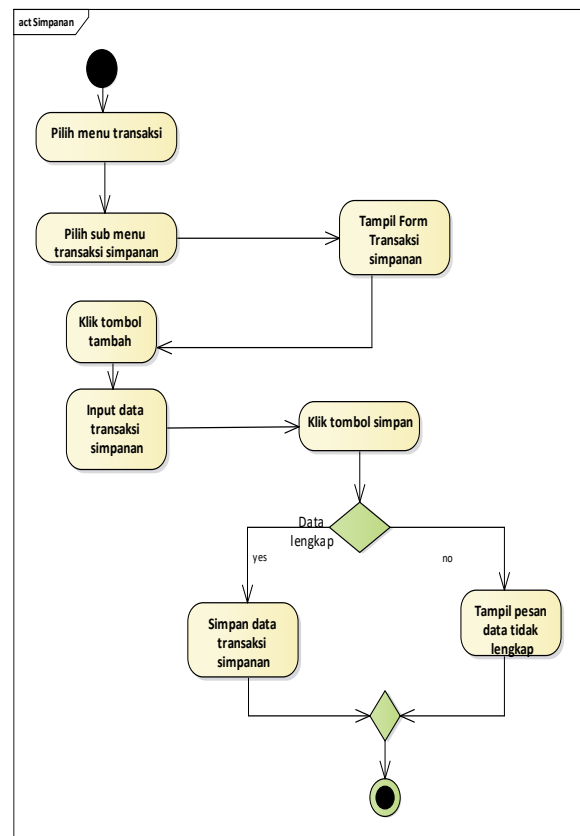 act Simpanan
Pilih menu transaksi
Pilih sub menu
transaksi simpanan
Tampil Form
Transaksi
simpanan
Klik tombol
tambah
Input data
transaksi
simpanan
Klik tombol simpan
Data
lengkap
yes
no
Simpan data
transaksi
simpanan
Tampil pesan
data tidak
lengkap